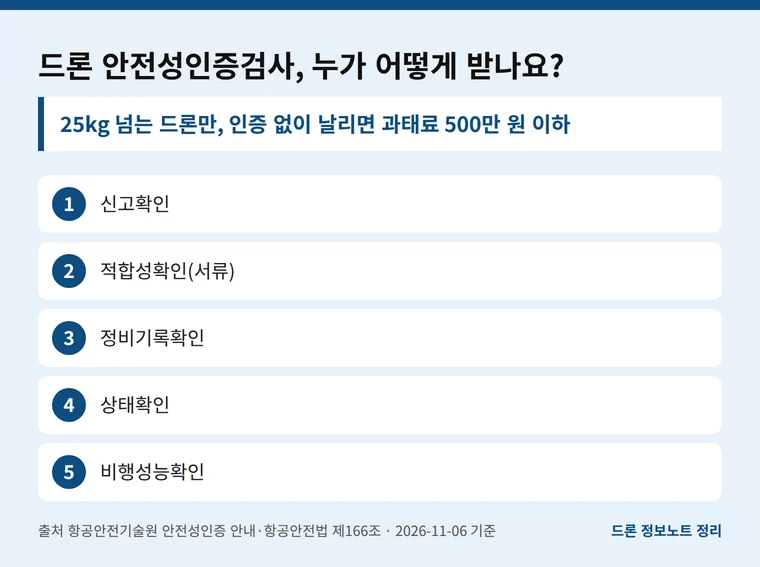 드론 안전성인증검사, 누가 어떻게 받나요?
25kg 넘는 드론만, 인증 없이 날리면 과태료 500만 원 이하
1 신고확인
2 적합성확인(서류)
3 정비기록확인
4 상태확인
5 비행성능확인
출처 항공안전기술원 안전성인증 안내·항공안전법 제166조 · 2026-11-06 기준
드론 정보노트 정리